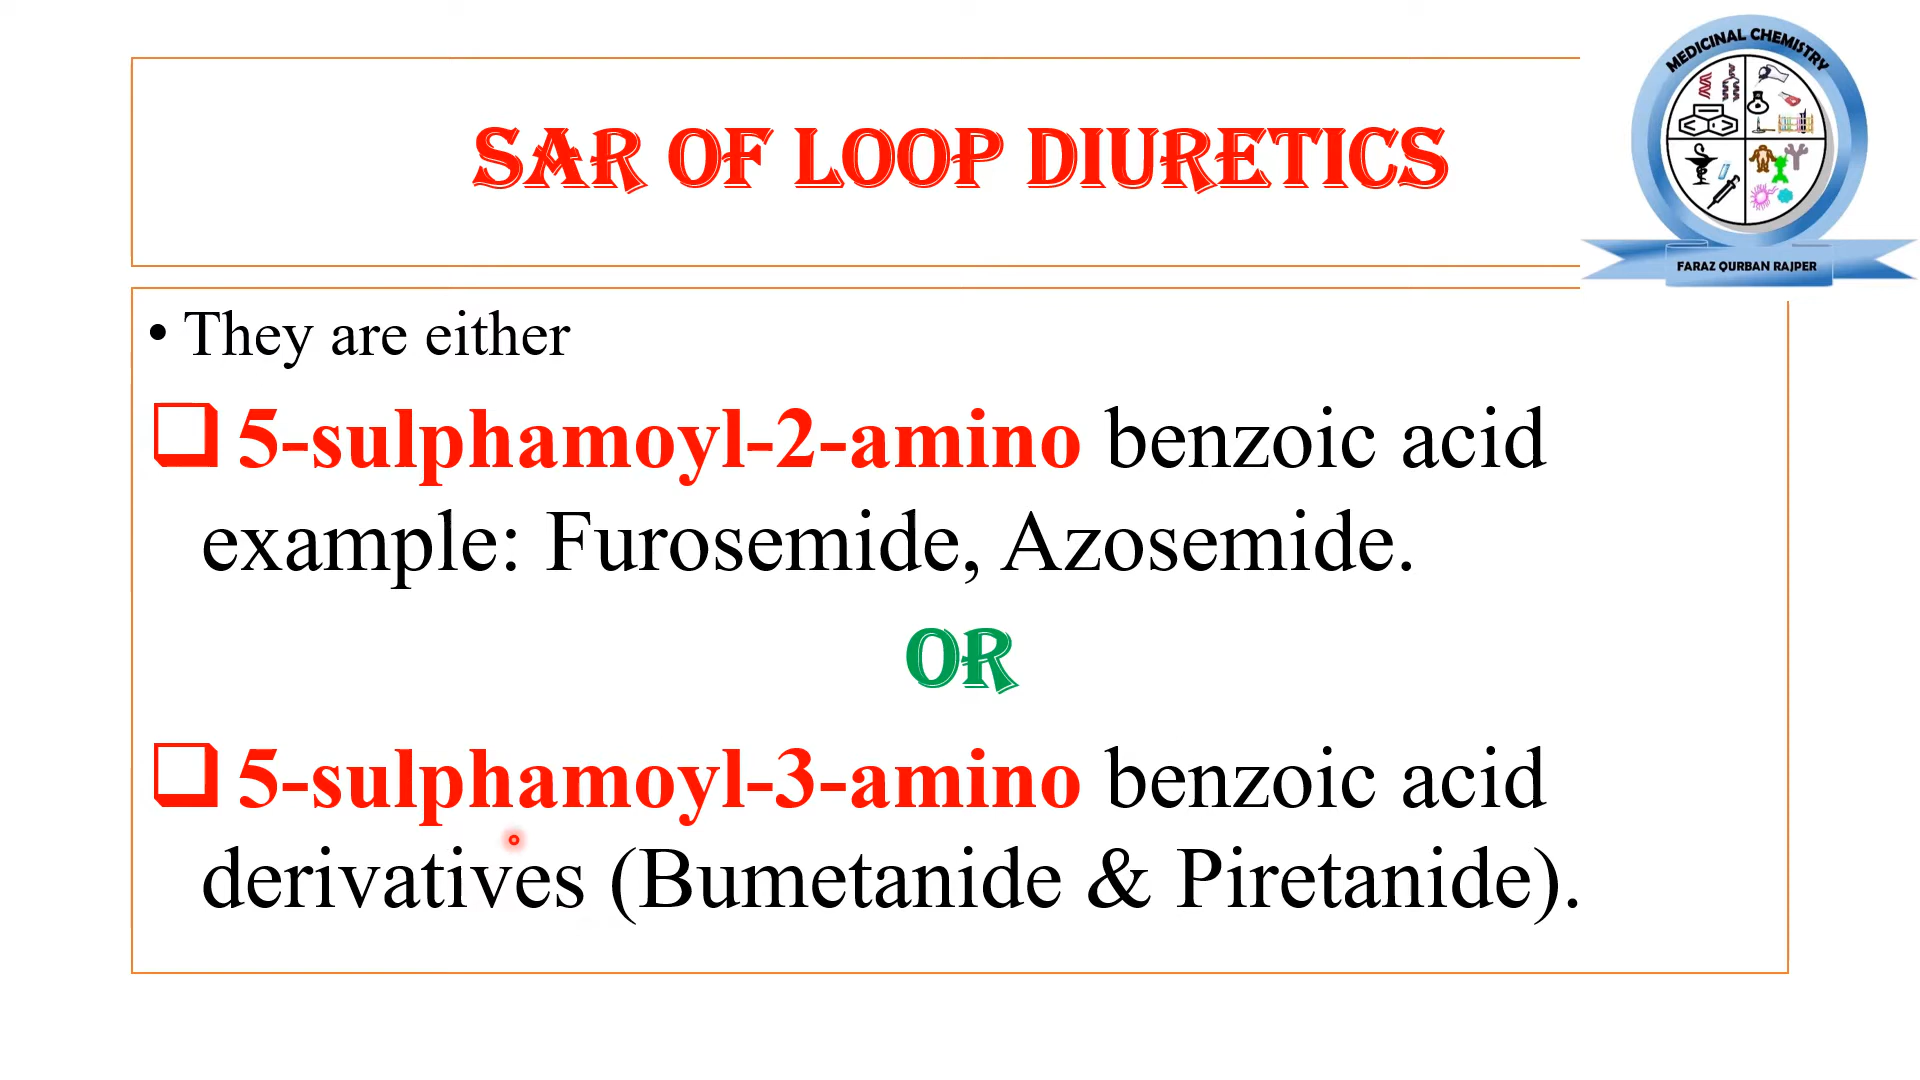 MEDICINAL CHEMISTRY
SAR OF LOOP DIURETICS
FARAZ QURBAN RAJPER
• They are either
❑ 5-sulphamoyl-2-amino benzoic acid
example: Furosemide, Azosemide.
OR
❑ 5-sulphamoyl-3-amino benzoic acid
derivatives (Bumetanide & Piretanide).